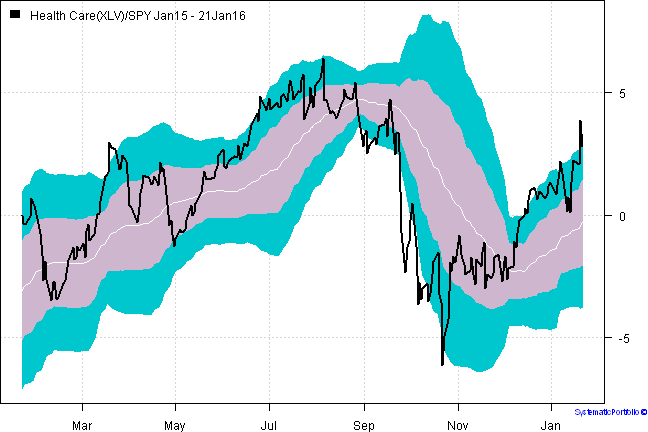 Health Care(XLV)/SPY Jan15 - 21Jan16
5
0
-5
Mar May Jul Sep Nov Jan
SystematicPortfolio ©